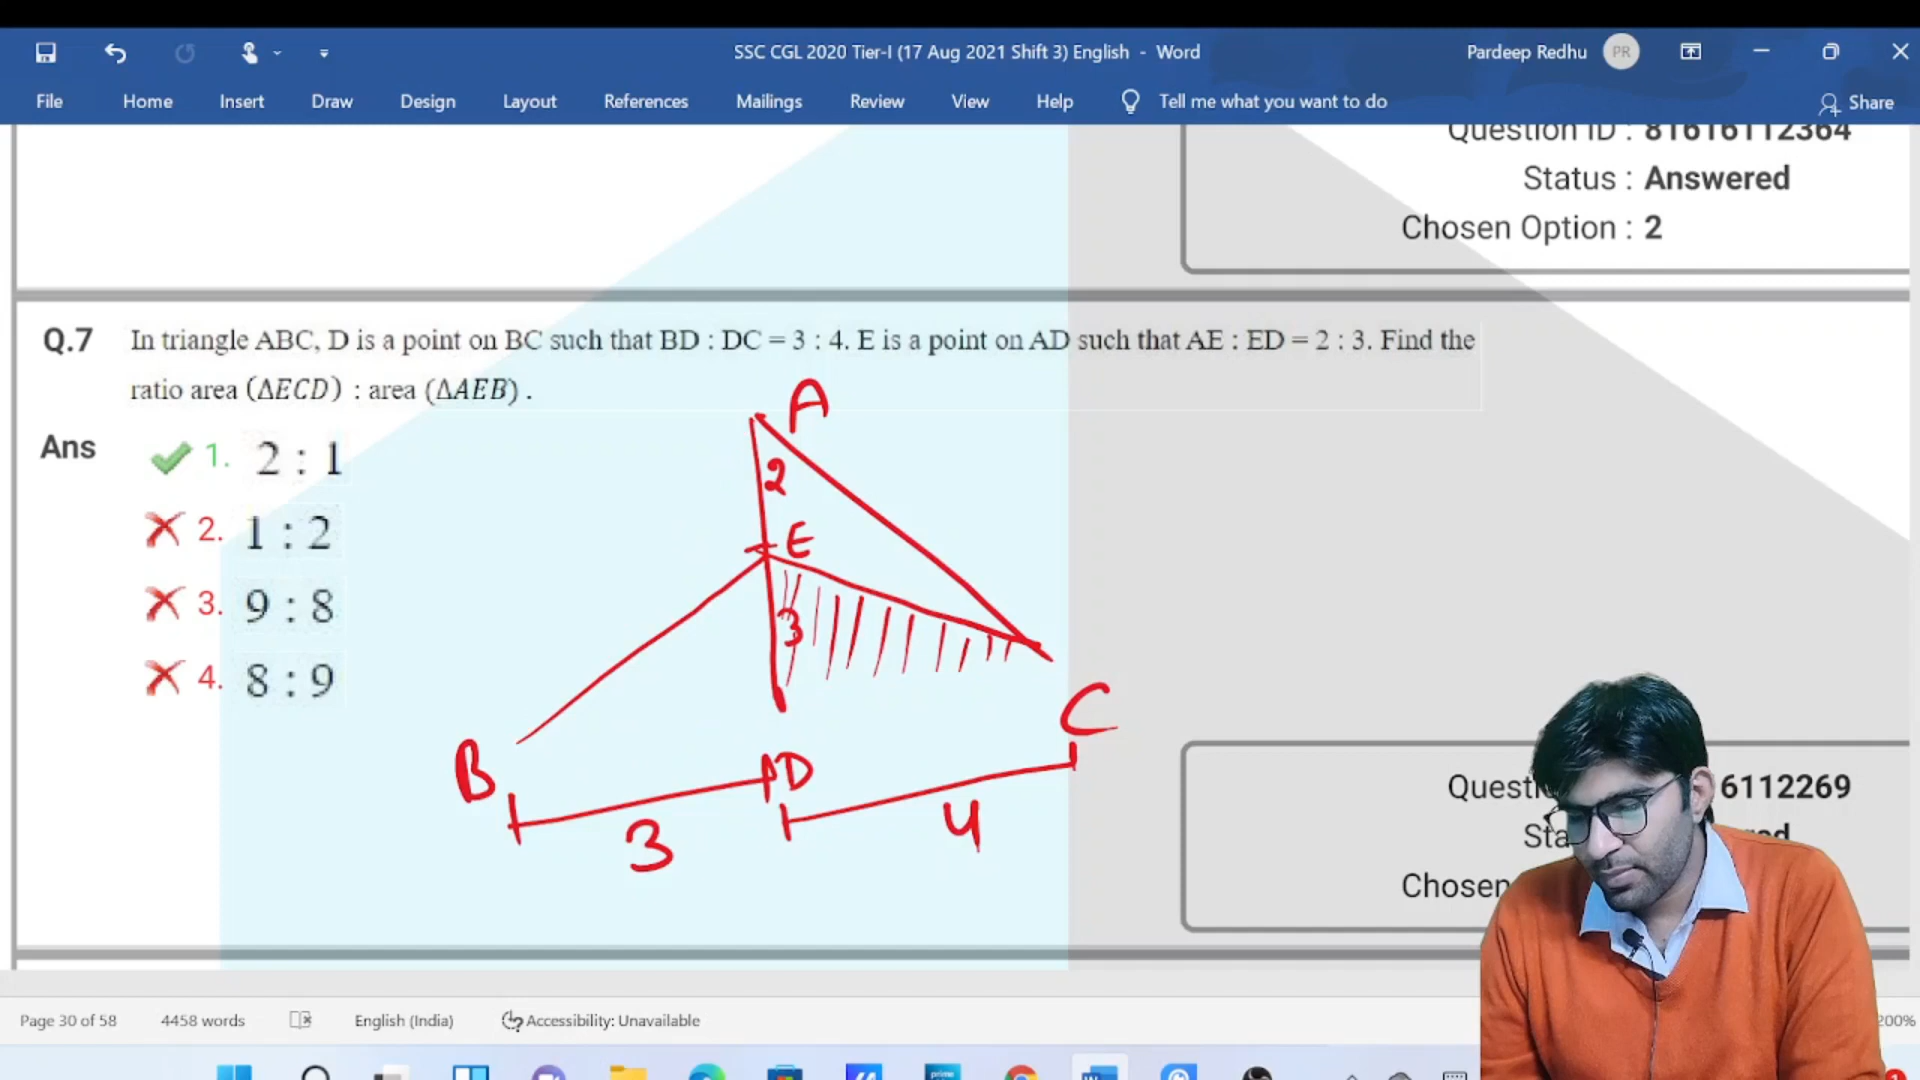 SSC CGL 2020 Tier-I (17 Aug 2021 Shift 3) English - Word
Pardeep Redhu PR
File Home Insert Draw Design Layout References Mailings Review View Help Tell me what you want to do Share
Question ID : 81616112364
Status : Answered
Chosen Option : 2
Q.7 In triangle ABC, D is a point on BC such that BD : DC = 3 : 4. E is a point on AD such that AE : ED = 2 : 3. Find the
ratio area (ΔECD) : area (ΔAEB) .
Ans 1. 2 : 1
2. 1 : 2
3. 9 : 8
4. 8 : 9
A
2
E
3
C
B
D
3
4
6112269
Chosen
Page 30 of 58 4458 words English (India) Accessibility: Unavailable 200%
prime